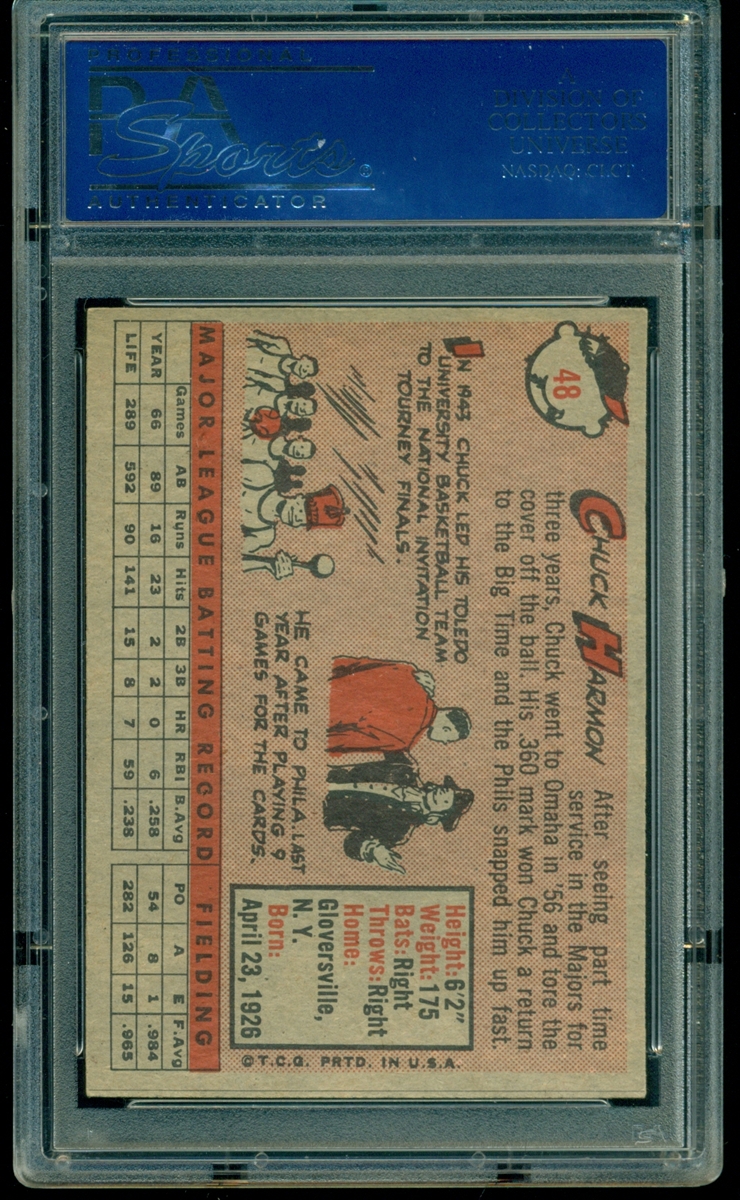 PROFESSIONAL
PSA
Sports®
AUTHENTICATOR
A
DIVISION OF
COLLECTORS
UNIVERSE
NASDAQ: CLCT
48
CHUCK HARMON
After seeing part time
service in the Majors for
three years, Chuck went to Omaha in '56 and tore the
cover off the ball. His .360 mark won Chuck a return
to the Big Time and the Phils snapped him up fast.
IN 1943 CHUCK LED HIS TOLEDO
UNIVERSITY BASKETBALL TEAM
TO THE NATIONAL INVITATION
TOURNEY FINALS.
HE CAME TO PHILA. LAST
YEAR AFTER PLAYING 9
GAMES FOR THE CARDS.
Height: 6'2"
Weight: 175
Bats: Right
Throws: Right
Home:
Gloversville,
N. Y.
Born:
April 23, 1926
©T.C.G. PRTD. IN U.S.A.
MAJOR LEAGUE BATTING RECORD FIELDING
Games AB Runs Hits 2B 3B HR RBI B.Avg PO A E F.Avg
YEAR 66 89 16 23 2 2 0 6 .258 54 8 1 .984
LIFE 289 592 90 141 15 8 7 59 .238 282 126 15 .965
PSA